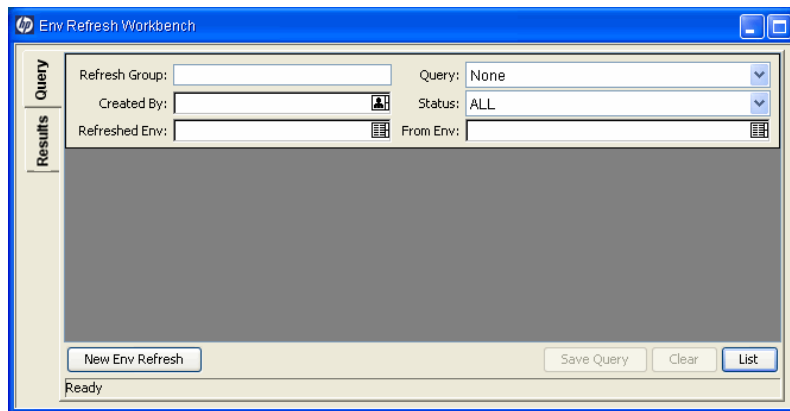 hp Env Refresh Workbench
Query
Results
Refresh Group:
Query: None
Created By:
Status: ALL
Refreshed Env:
From Env:
New Env Refresh
Save Query
Clear
List
Ready